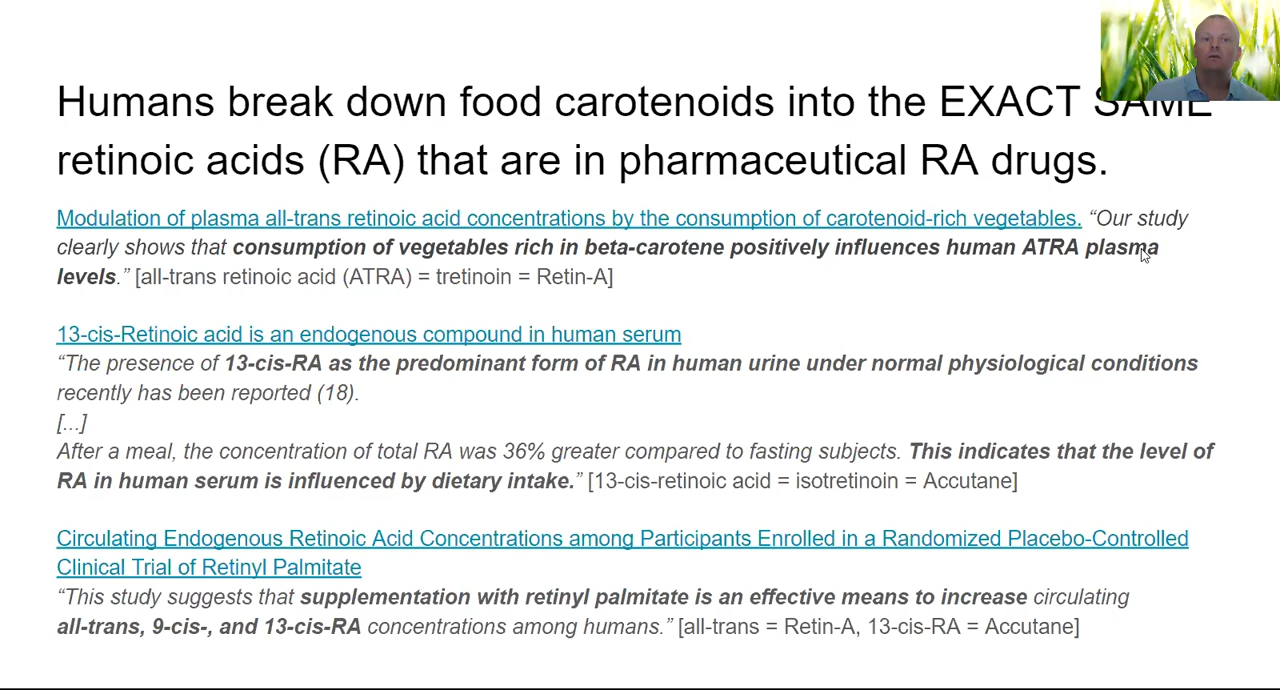 Humans break down food carotenoids into the EXACT SAME
retinoic acids (RA) that are in pharmaceutical RA drugs.
Modulation of plasma all-trans retinoic acid concentrations by the consumption of carotenoid-rich vegetables. “Our study
clearly shows that consumption of vegetables rich in beta-carotene positively influences human ATRA plasma
levels.” [all-trans retinoic acid (ATRA) = tretinoin = Retin-A]
13-cis-Retinoic acid is an endogenous compound in human serum
“The presence of 13-cis-RA as the predominant form of RA in human urine under normal physiological conditions
recently has been reported (18).
[...]
After a meal, the concentration of total RA was 36% greater compared to fasting subjects. This indicates that the level of
RA in human serum is influenced by dietary intake.” [13-cis-retinoic acid = isotretinoin = Accutane]
Circulating Endogenous Retinoic Acid Concentrations among Participants Enrolled in a Randomized Placebo-Controlled
Clinical Trial of Retinyl Palmitate
“This study suggests that supplementation with retinyl palmitate is an effective means to increase circulating
all-trans, 9-cis-, and 13-cis-RA concentrations among humans.” [all-trans = Retin-A, 13-cis-RA = Accutane]